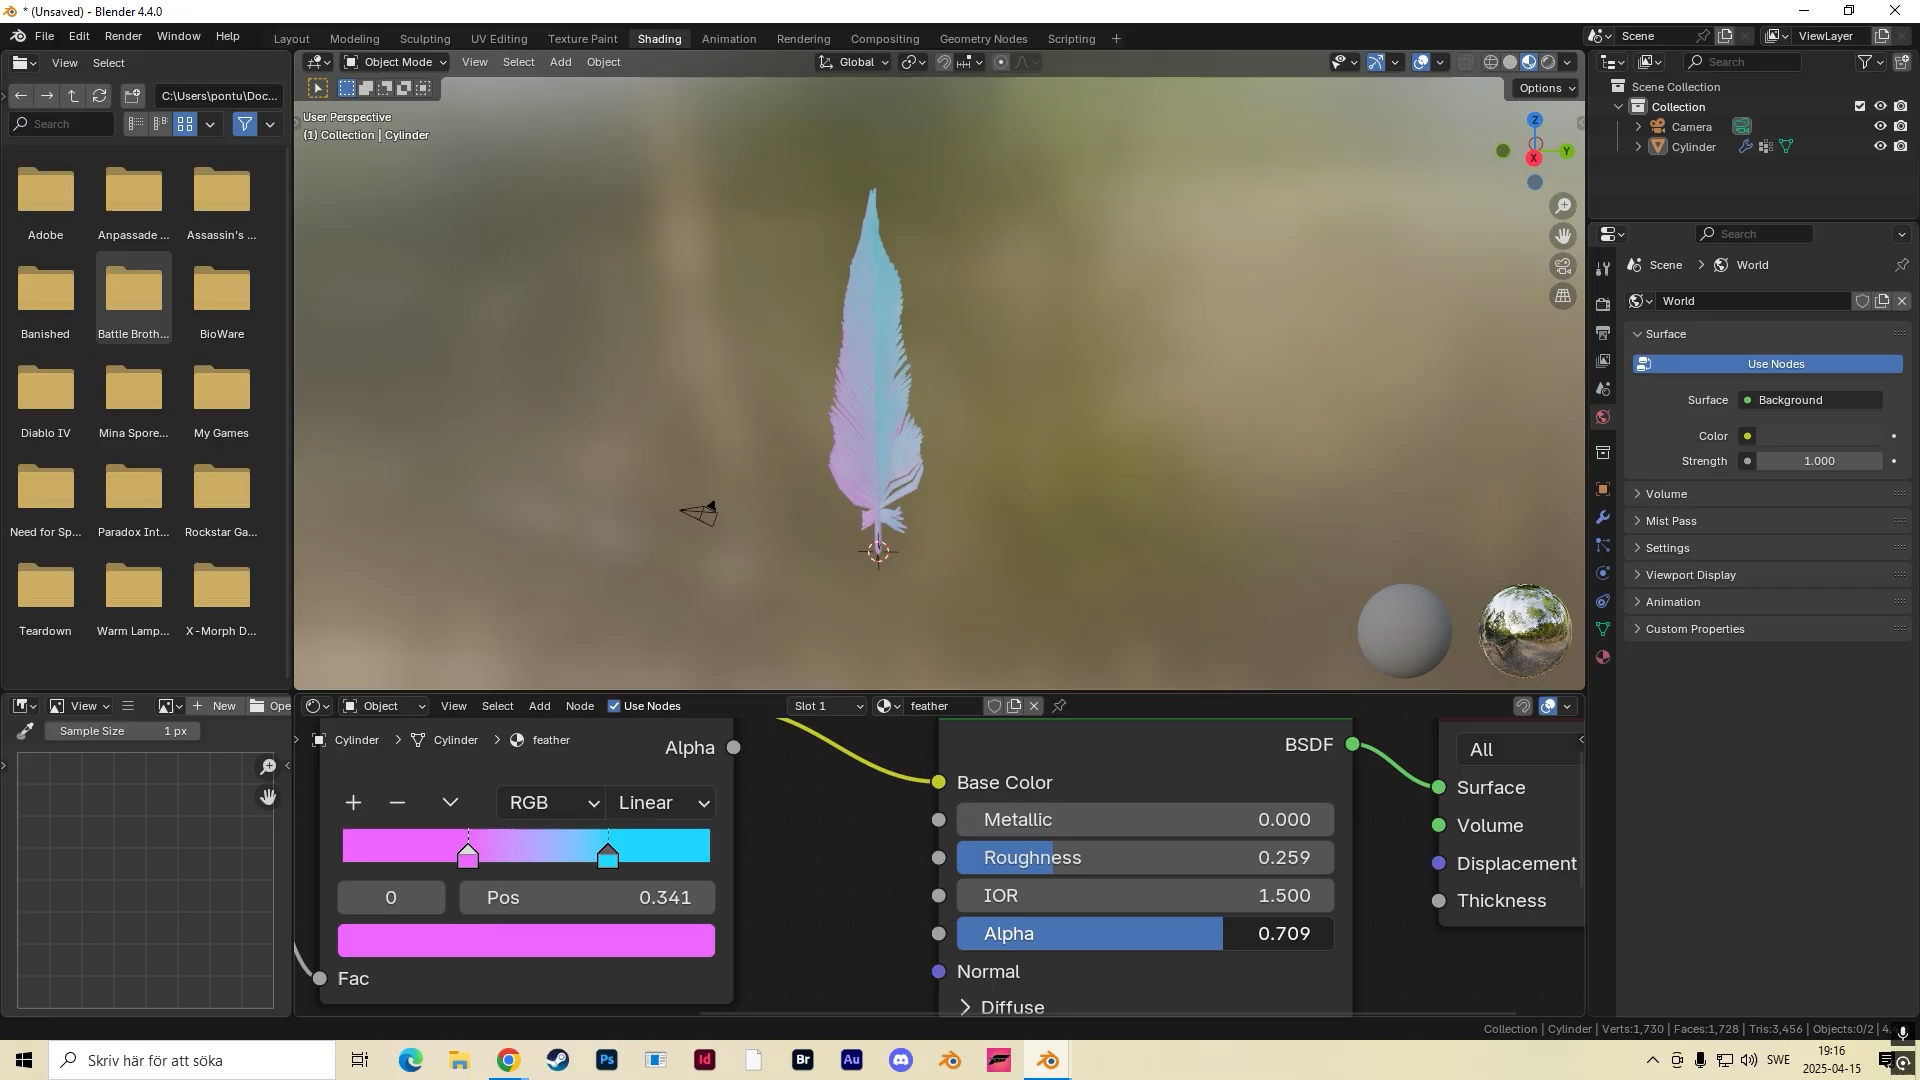 * (Unsaved) - Blender 4.4.0
File Edit Render Window Help
Layout Modeling Sculpting UV Editing Texture Paint Shading Animation Rendering Compositing Geometry Nodes Scripting +
Scene
ViewLayer
View Select
Object Mode View Select Add Object
Global
Search
C:\Users\pontu\Doc...
Options
Search
User Perspective
(1) Collection | Cylinder
Z
Y
X
Scene Collection
Collection
Camera
Cylinder
Adobe
Anpassade ...
Assassin's ...
Banished
Battle Broth...
BioWare
Diablo IV
Mina Spore...
My Games
Need for Sp...
Paradox Int...
Rockstar Ga...
Teardown
Warm Lamp...
X-Morph D...
Search
Scene > World
World
Surface
Use Nodes
Surface Background
Color
Strength 1.000
Volume
Mist Pass
Settings
Viewport Display
Animation
Custom Properties
View
New
Ope
Sample Size 1 px
Object View Select Add Node Use Nodes
Slot 1
feather
Cylinder > Cylinder > feather
Alpha
RGB
Linear
0
Pos 0.341
Fac
BSDF
Base Color
Metallic 0.000
Roughness 0.259
IOR 1.500
Alpha 0.709
Normal
Diffuse
All
Surface
Volume
Displacement
Thickness
Collection | Cylinder | Verts:1,730 | Faces:1,728 | Tris:3,456 | Objects:0/2 | 4.
Skriv här för att söka
Ps
Id
Br
Au
SWE
19:16
2025-04-15